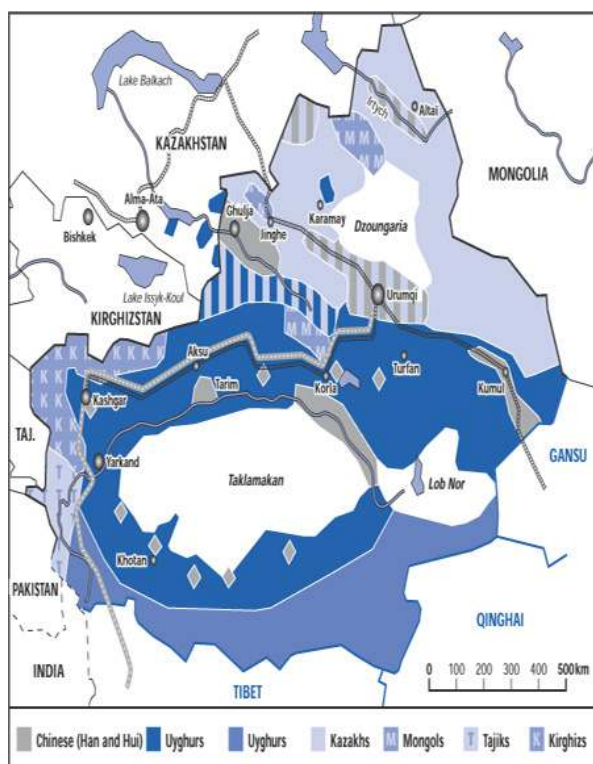 Lake Balkach
KAZAKHSTAN
Irtych
Altaï
MONGOLIA
M M
M M
M M
Alma-Ata
Bishkek
Ghulja
Jinghe
Karamay
Dzoungaria
Lake Issyk-Koul
Urumqi
KIRGHIZSTAN
M M
M
K K K K K
K K
K K
K
K K
K
Aksu
Tarim
Korla
Turfan
Kumul
Kashgar
TAJ.
Yarkand
GANSU
Taklamakan
Lob Nor
T
T
T
T
Khotan
PAKISTAN
QINGHAI
INDIA
TIBET
0 100 200 300 400 500km
Chinese (Han and Hui) Uyghurs Uyghurs Kazakhs M Mongols T Tajiks K Kirghizs